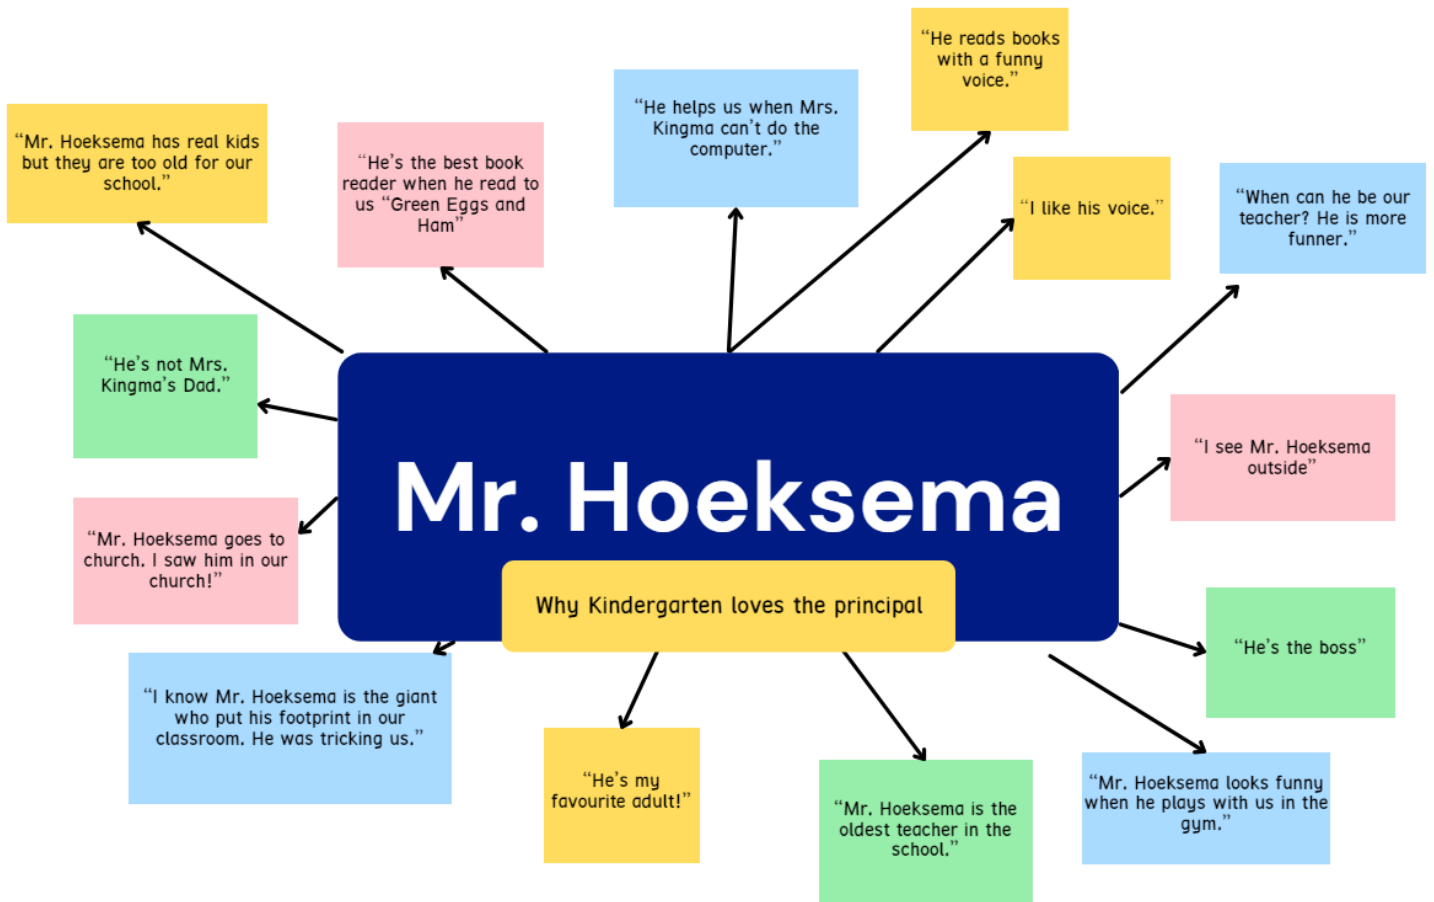 “He reads books
with a funny
voice.”
“He helps us when Mrs.
Kingma can’t do the
computer.”
“Mr. Hoeksema has real kids
but they are too old for our
school.”
“He’s the best book
reader when he read to
us “Green Eggs and
Ham”
“I like his voice.”
“When can he be our
teacher? He is more
funner.”
“He’s not Mrs.
Kingma’s Dad.”
“I see Mr. Hoeksema
outside”
Mr. Hoeksema
Why Kindergarten loves the principal
“Mr. Hoeksema goes to
church. I saw him in our
church!”
“He’s the boss”
“I know Mr. Hoeksema is the giant
who put his footprint in our
classroom. He was tricking us.”
“He’s my
favourite adult!”
“Mr. Hoeksema is the
oldest teacher in the
school.”
“Mr. Hoeksema looks funny
when he plays with us in the
gym.”